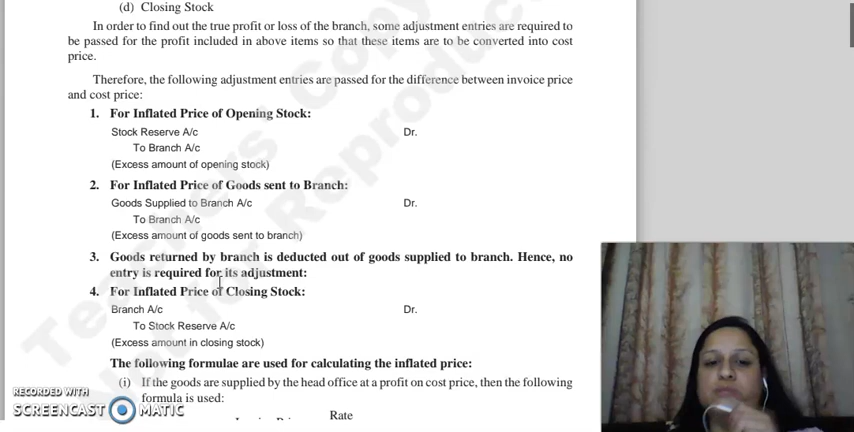 (d) Closing Stock
In order to find out the true profit or loss of the branch, some adjustment entries are required to
be passed for the profit included in above items so that these items are to be converted into cost
price.
Therefore, the following adjustment entries are passed for the difference between invoice price
and cost price:
1. For Inflated Price of Opening Stock:
Stock Reserve A/c Dr.
To Branch A/c
(Excess amount of opening stock)
2. For Inflated Price of Goods sent to Branch:
Goods Supplied to Branch A/c Dr.
To Branch A/c
(Excess amount of goods sent to branch)
3. Goods returned by branch is deducted out of goods supplied to branch. Hence, no
entry is required for its adjustment:
4. For Inflated Price of Closing Stock:
Branch A/c Dr.
To Stock Reserve A/c
(Excess amount in closing stock)
The following formulae are used for calculating the inflated price:
(i) If the goods are supplied by the head office at a profit on cost price, then the following
formula is used:
Rate
RECORDED WITH
SCREENCAST MATIC